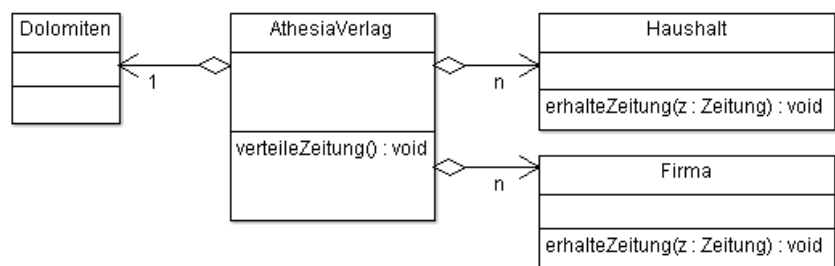 Dolomiten
AthesiaVerlag
Haushalt
1
n
erhalteZeitung(z : Zeitung) : void
verteileZeitung() : void
n
Firma
erhalteZeitung(z : Zeitung) : void